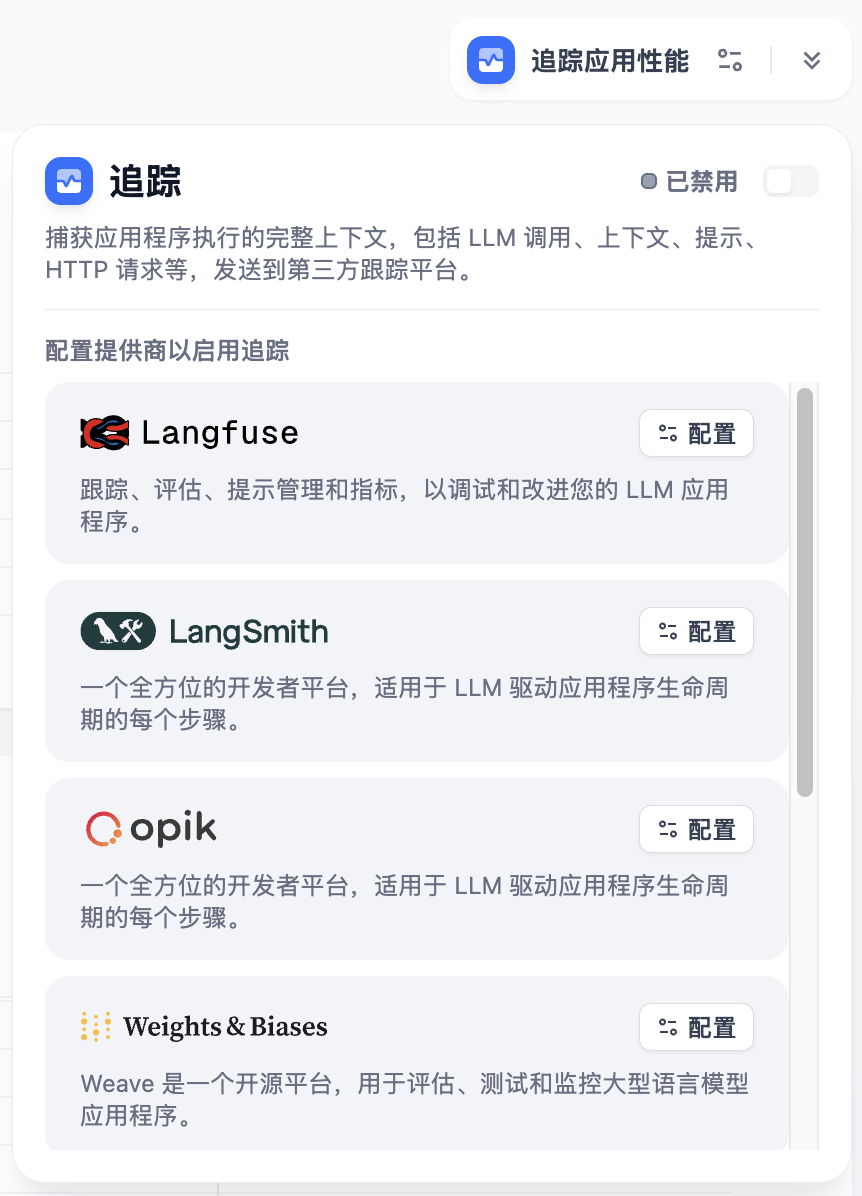 追踪应用性能
追踪
已禁用
捕获应用程序执行的完整上下文，包括 LLM 调用、上下文、提示、
HTTP 请求等，发送到第三方跟踪平台。
配置提供商以启用追踪
Langfuse
配置
跟踪、评估、提示管理和指标，以调试和改进您的 LLM 应用
程序。
LangSmith
配置
一个全方位的开发者平台，适用于 LLM 驱动应用程序生命周
期的每个步骤。
opik
配置
一个全方位的开发者平台，适用于 LLM 驱动应用程序生命周
期的每个步骤。
Weights & Biases
配置
Weave 是一个开源平台，用于评估、测试和监控大型语言模型
应用程序。